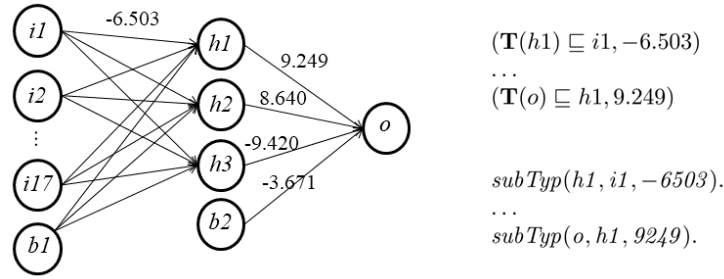 i1
i2
⋮
i17
b1
-6.503
h1
h2
h3
b2
9.249
8.640
-9.420
-3.671
o
(T(h1) ⊑ i1, −6.503)
. . .
(T(o) ⊑ h1, 9.249)
subTyp(h1, i1, −6503).
. . .
subTyp(o, h1, 9249).